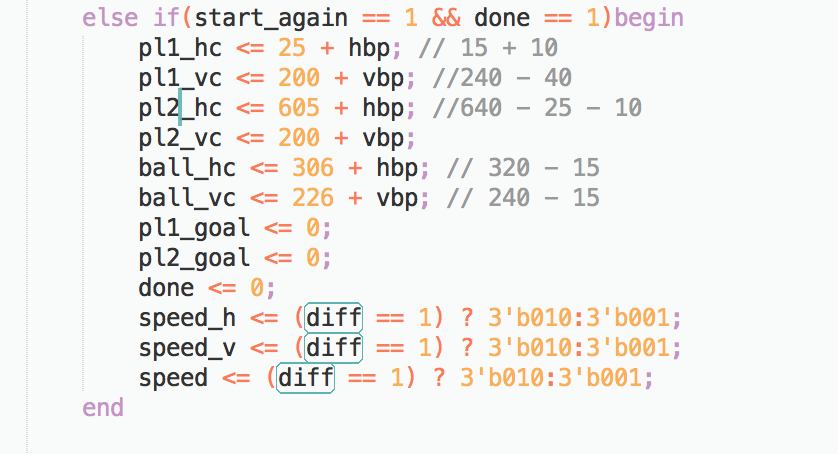 else if(start_again == 1 && done == 1)begin
pl1_hc <= 25 + hbp; // 15 + 10
pl1_vc <= 200 + vbp; //240 - 40
pl2_hc <= 605 + hbp; //640 - 25 - 10
pl2_vc <= 200 + vbp;
ball_hc <= 306 + hbp; // 320 - 15
ball_vc <= 226 + vbp; // 240 - 15
pl1_goal <= 0;
pl2_goal <= 0;
done <= 0;
speed_h <= (diff == 1) ? 3'b010:3'b001;
speed_v <= (diff == 1) ? 3'b010:3'b001;
speed <= (diff == 1) ? 3'b010:3'b001;
end